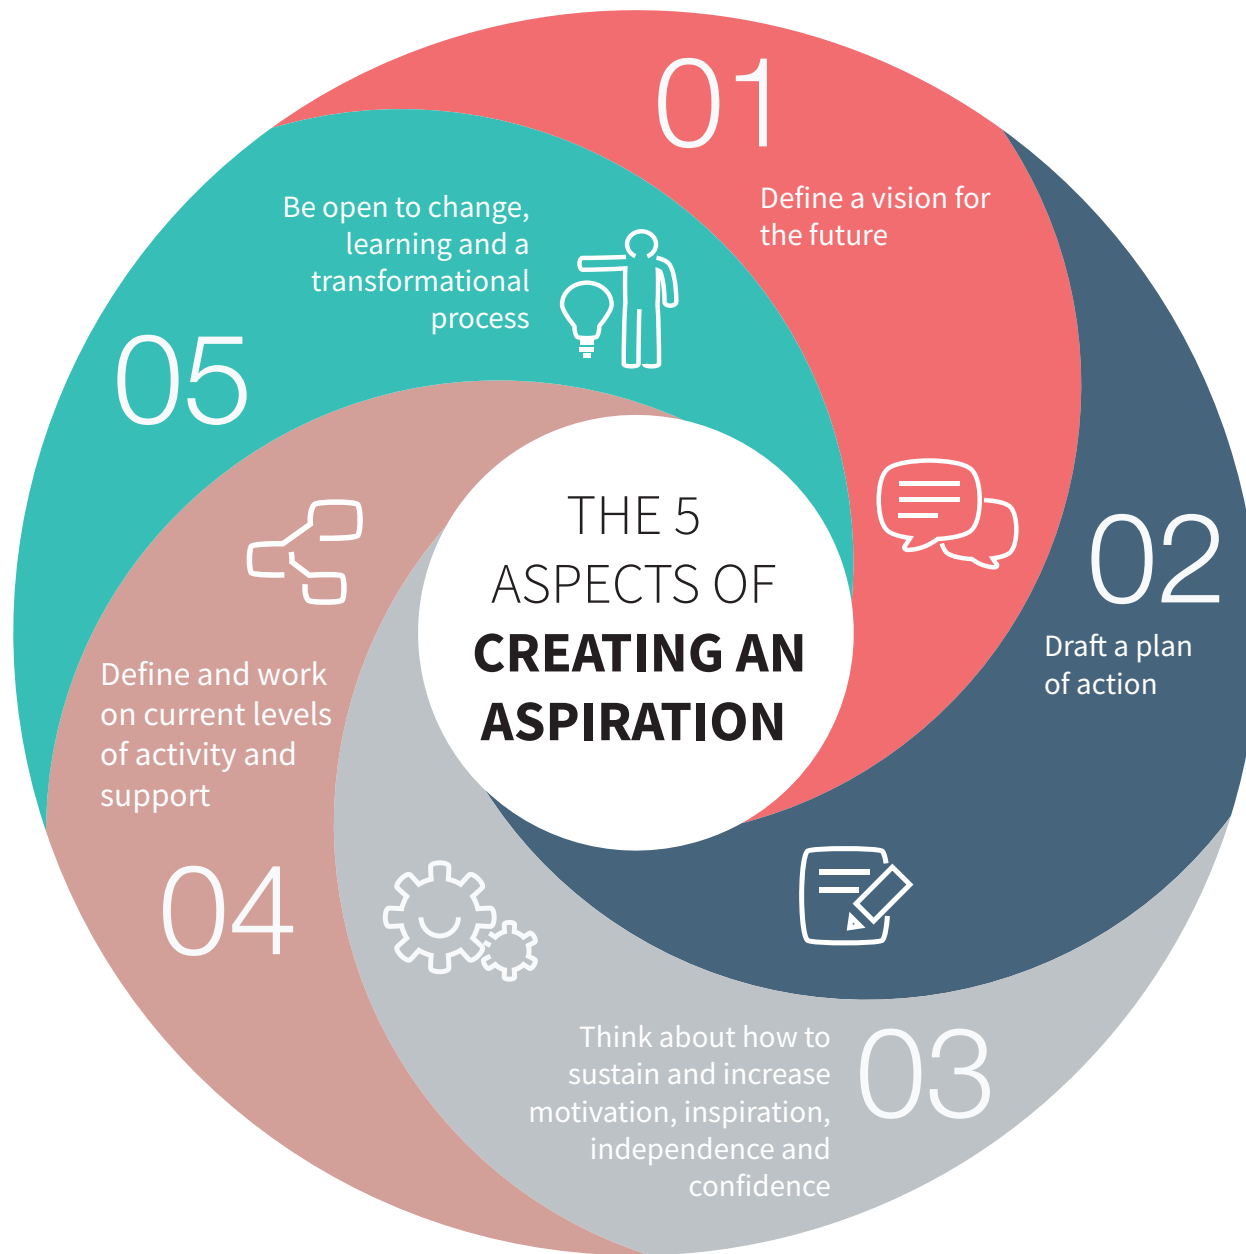 THE 5
ASPECTS OF
CREATING AN
ASPIRATION
01
Define a vision for
the future
02
Draft a plan
of action
03
Think about how to
sustain and increase
motivation, inspiration,
independence and
confidence
04
Define and work
on current levels
of activity and
support
05
Be open to change,
learning and a
transformational
process